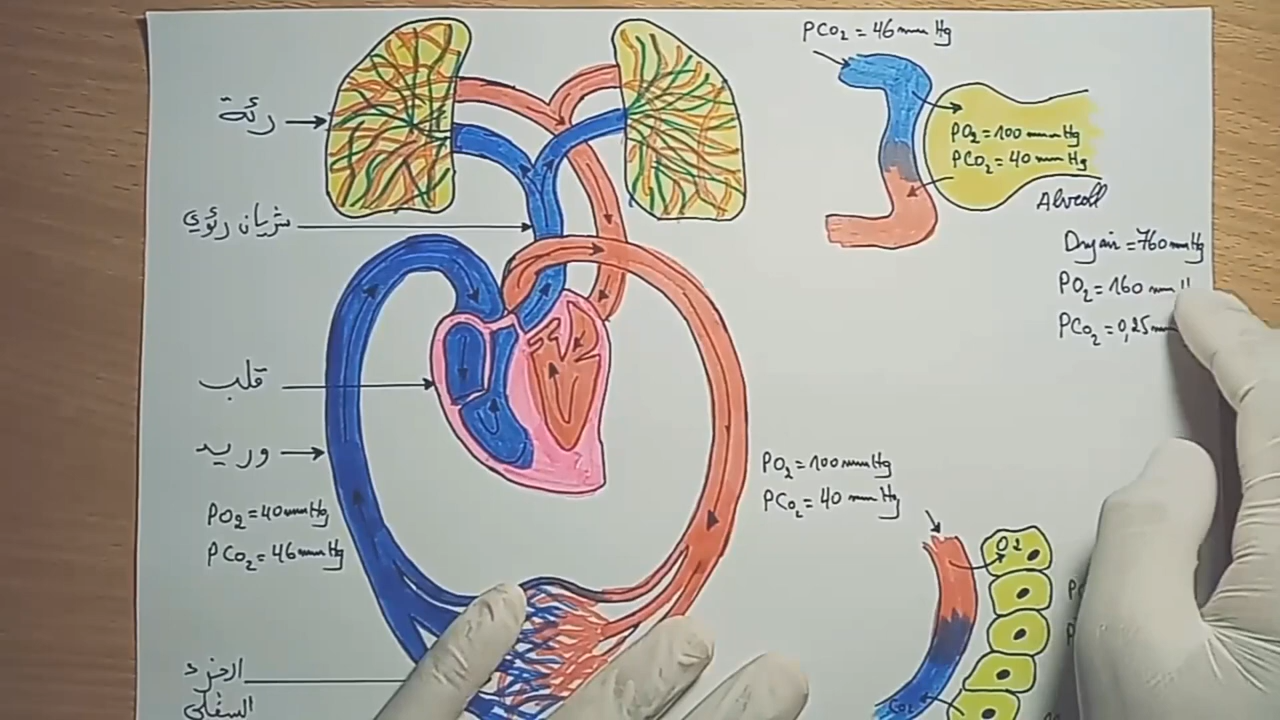 PCO₂ = 46 mm Hg
رئة
PO₂ = 100 mm Hg
PCO₂ = 40 mm Hg
Alveoli
شريان رئوي
Dry air = 760 mm Hg
PO₂ = 160 mm
PCO₂ = 0,25 mm
قلب
وريد
PO₂ = 100 mm Hg
PCO₂ = 40 mm Hg
PO₂ = 40 mm Hg
PCO₂ = 46 mm Hg
O2
الجزء
السفلي
CO₂